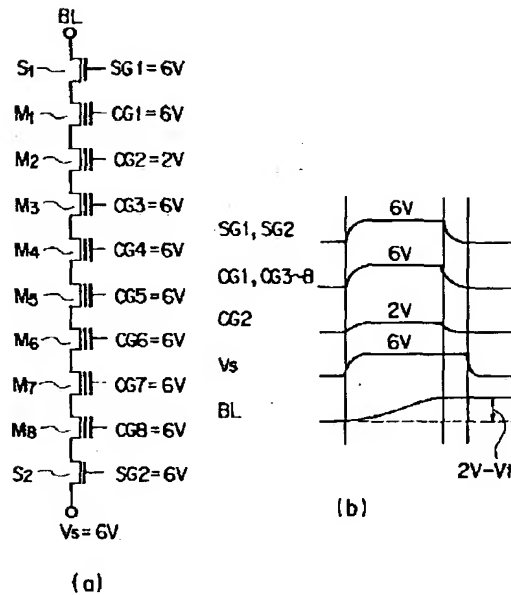 BL
S1 SG1=6V
M1 CG1=6V
M2 CG2=2V
M3 CG3=6V
M4 CG4=6V
M5 CG5=6V
M6 CG6=6V
M7 CG7=6V
M8 CG8=6V
S2 SG2=6V
Vs=6V
(a)
SG1, SG2 6V
CG1, CG3~8 6V
CG2 2V
Vs 6V
BL
2V-Vt
(b)